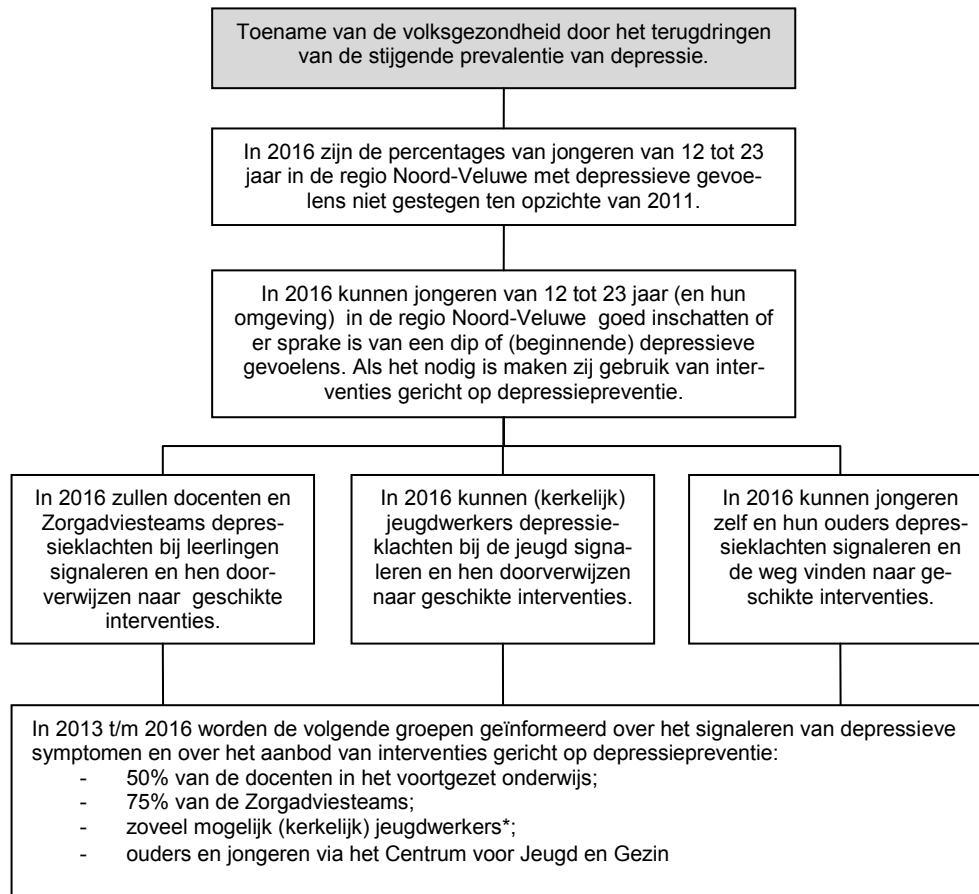 Toename van de volksgezondheid door het terugdringen
van de stijgende prevalentie van depressie.
In 2016 zijn de percentages van jongeren van 12 tot 23
jaar in de regio Noord-Veluwe met depressieve gevoe-
lens niet gestegen ten opzichte van 2011.
In 2016 kunnen jongeren van 12 tot 23 jaar (en hun
omgeving) in de regio Noord-Veluwe goed inschatten of
er sprake is van een dip of (beginnende) depressieve
gevoelens. Als het nodig is maken zij gebruik van inter-
venties gericht op depressiepreventie.
In 2016 zullen docenten en
Zorgadviesteams depres-
sieklachten bij leerlingen
signaleren en hen door-
verwijzen naar geschikte
interventies.
In 2016 kunnen (kerkelijk)
jeugdwerkers depressie-
klachten bij de jeugd signa-
leren en hen doorverwijzen
naar geschikte interventies.
In 2016 kunnen jongeren
zelf en hun ouders depres-
sieklachten signaleren en
de weg vinden naar ge-
schikte interventies.
In 2013 t/m 2016 worden de volgende groepen geïnformeerd over het signaleren van depressieve
symptomen en over het aanbod van interventies gericht op depressiepreventie:
- 50% van de docenten in het voortgezet onderwijs;
- 75% van de Zorgadviesteams;
- zoveel mogelijk (kerkelijk) jeugdwerkers*;
- ouders en jongeren via het Centrum voor Jeugd en Gezin